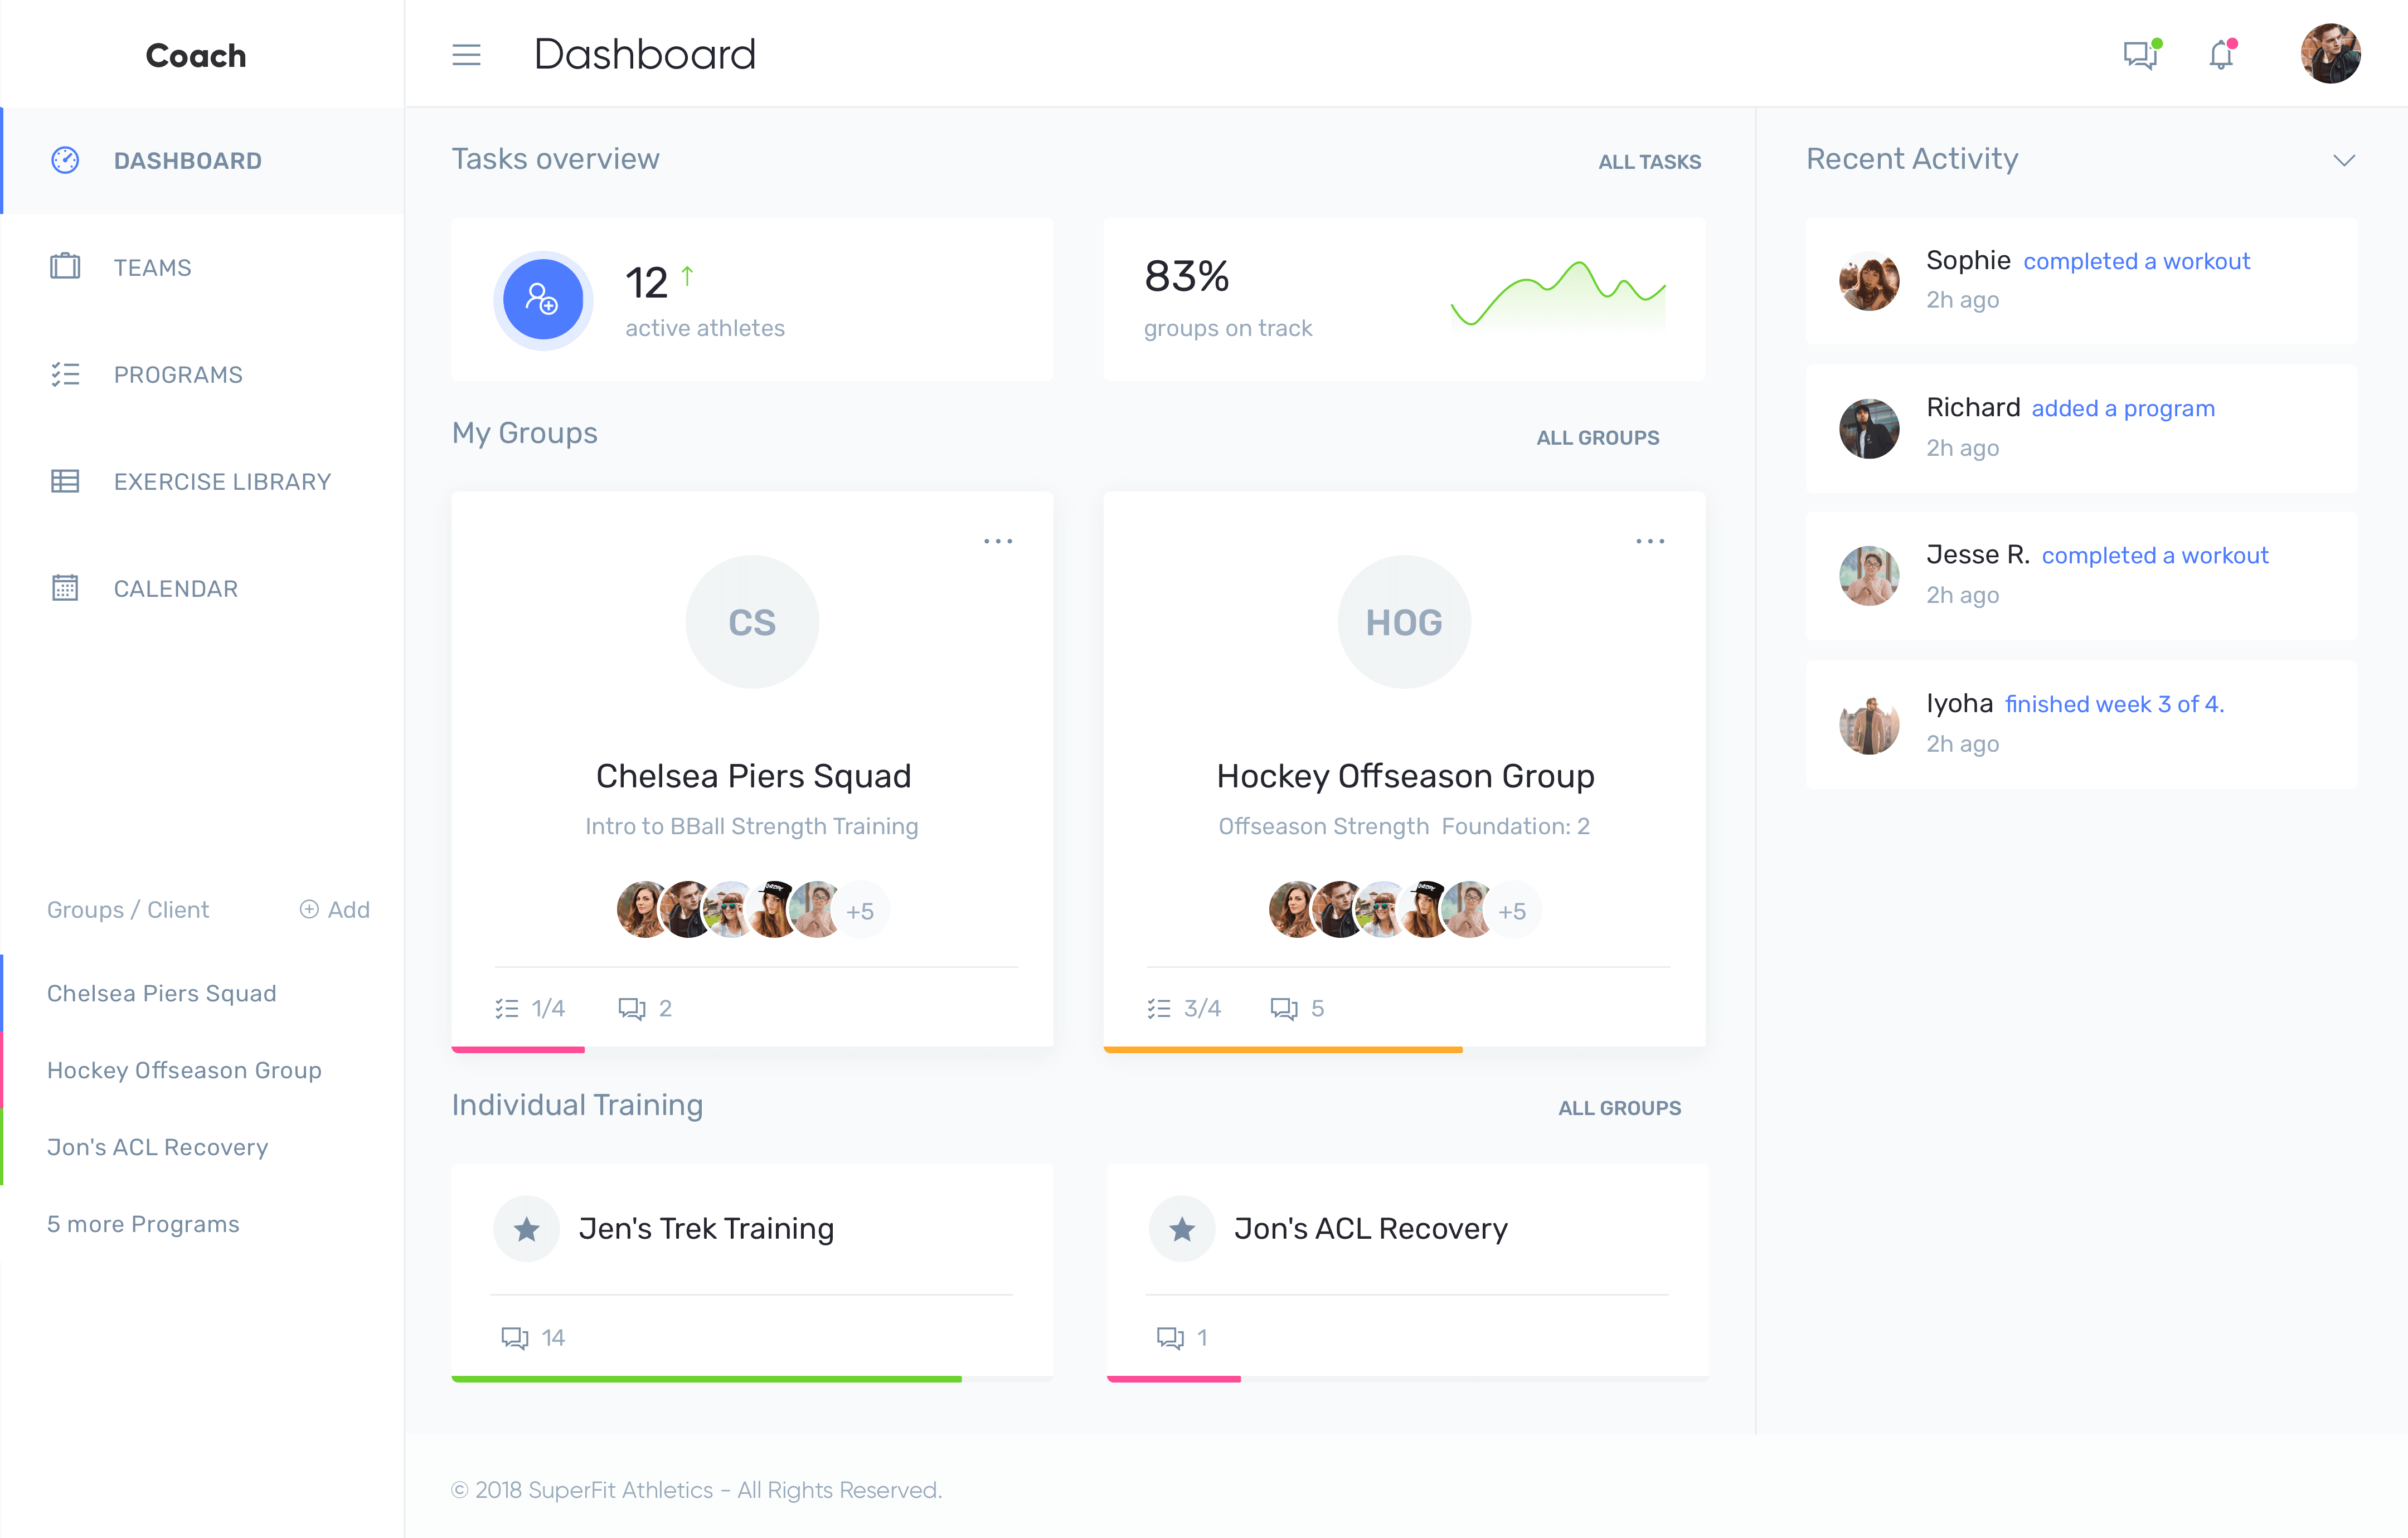 Coach
Dashboard
DASHBOARD
TEAMS
PROGRAMS
EXERCISE LIBRARY
CALENDAR
Groups / Client
Add
Chelsea Piers Squad
Hockey Offseason Group
Jon's ACL Recovery
5 more Programs
Tasks overview
ALL TASKS
12
active athletes
83%
groups on track
My Groups
ALL GROUPS
CS
Chelsea Piers Squad
Intro to BBall Strength Training
+5
1/4 2
HOG
Hockey Offseason Group
Offseason Strength Foundation: 2
+5
3/4 5
Individual Training
ALL GROUPS
Jen's Trek Training
14
Jon's ACL Recovery
1
Recent Activity
Sophie completed a workout
2h ago
Richard added a program
2h ago
Jesse R. completed a workout
2h ago
Iyoha finished week 3 of 4.
2h ago
© 2018 SuperFit Athletics - All Rights Reserved.